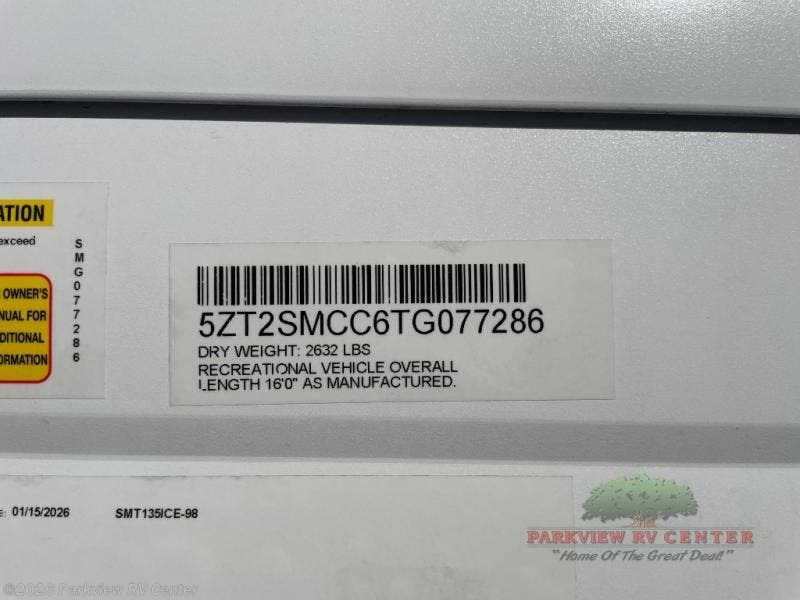 ATION
exceed
OWNER'S
NUAL FOR
DITIONAL
ORMATION
SMG077286
5ZT2SMCC6TG077286
DRY WEIGHT: 2632 LBS
RECREATIONAL VEHICLE OVERALL
LENGTH 16'0" AS MANUFACTURED.
E: 01/15/2026 SMT135ICE-98
PARKVIEW RV CENTER
"Home Of The Great Deal!"
©2026 Parkview RV Center